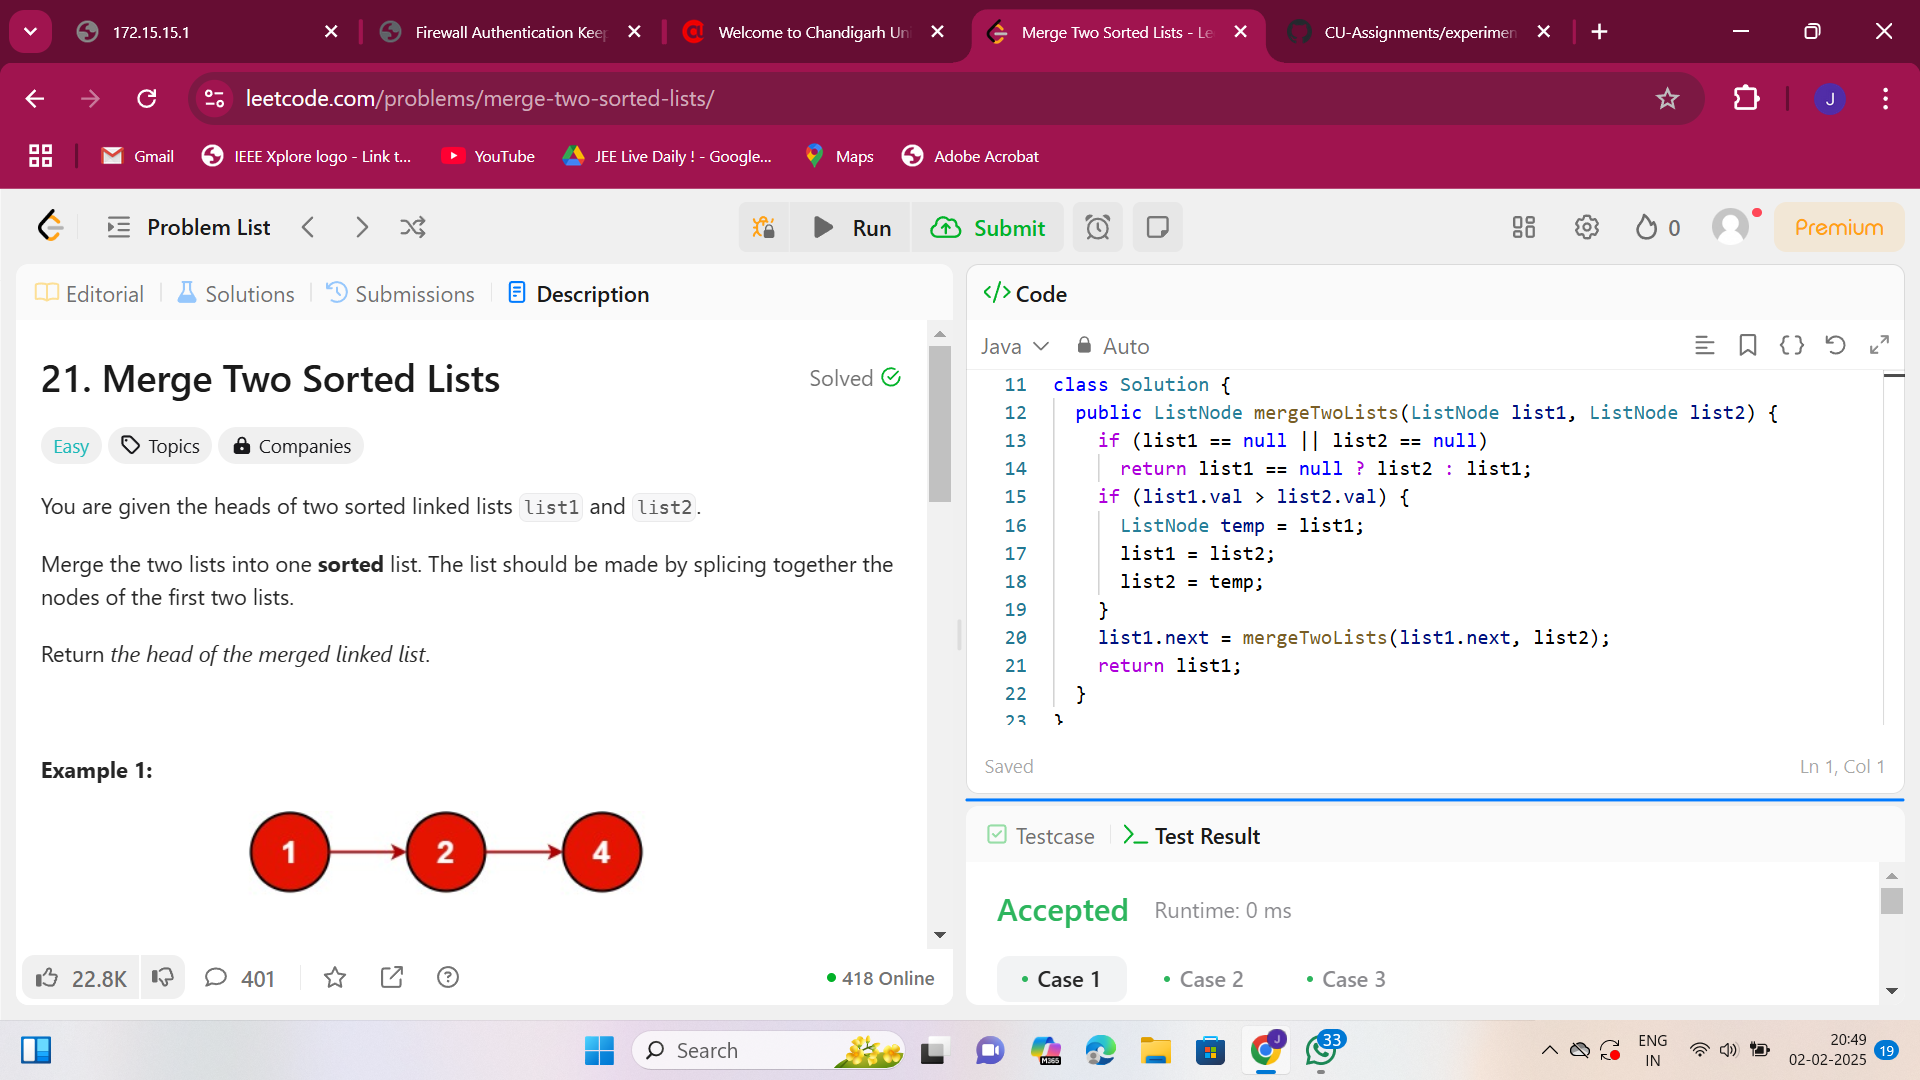 172.15.15.1
Firewall Authentication Kee
Welcome to Chandigarh Uni
Merge Two Sorted Lists - Le
CU-Assignments/experimen
leetcode.com/problems/merge-two-sorted-lists/
J
Gmail
IEEE Xplore logo - Link t...
YouTube
JEE Live Daily ! - Google...
Maps
Adobe Acrobat
Problem List
Run
Submit
0
Premium
Editorial
Solutions
Submissions
Description
21. Merge Two Sorted Lists
Solved
Easy
Topics
Companies
You are given the heads of two sorted linked lists list1 and list2.
Merge the two lists into one sorted list. The list should be made by splicing together the
nodes of the first two lists.
Return the head of the merged linked list.
Example 1:
1
2
4
22.8K
401
418 Online
</> Code
Java
Auto
11 class Solution {
12 public ListNode mergeTwoLists(ListNode list1, ListNode list2) {
13 if (list1 == null || list2 == null)
14 return list1 == null ? list2 : list1;
15 if (list1.val > list2.val) {
16 ListNode temp = list1;
17 list1 = list2;
18 list2 = temp;
19 }
20 list1.next = mergeTwoLists(list1.next, list2);
21 return list1;
22 }
23 }
Saved
Ln 1, Col 1
Testcase
Test Result
Accepted
Runtime: 0 ms
Case 1
Case 2
Case 3
Search
M365
J
33
ENG
IN
20:49
02-02-2025
19